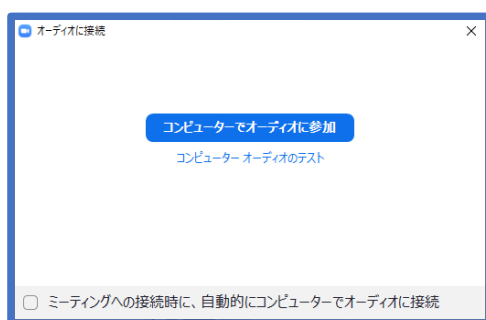 オーディオに接続
コンピューターでオーディオに参加
コンピューター オーディオのテスト
ミーティングへの接続時に、自動的にコンピューターでオーディオに接続